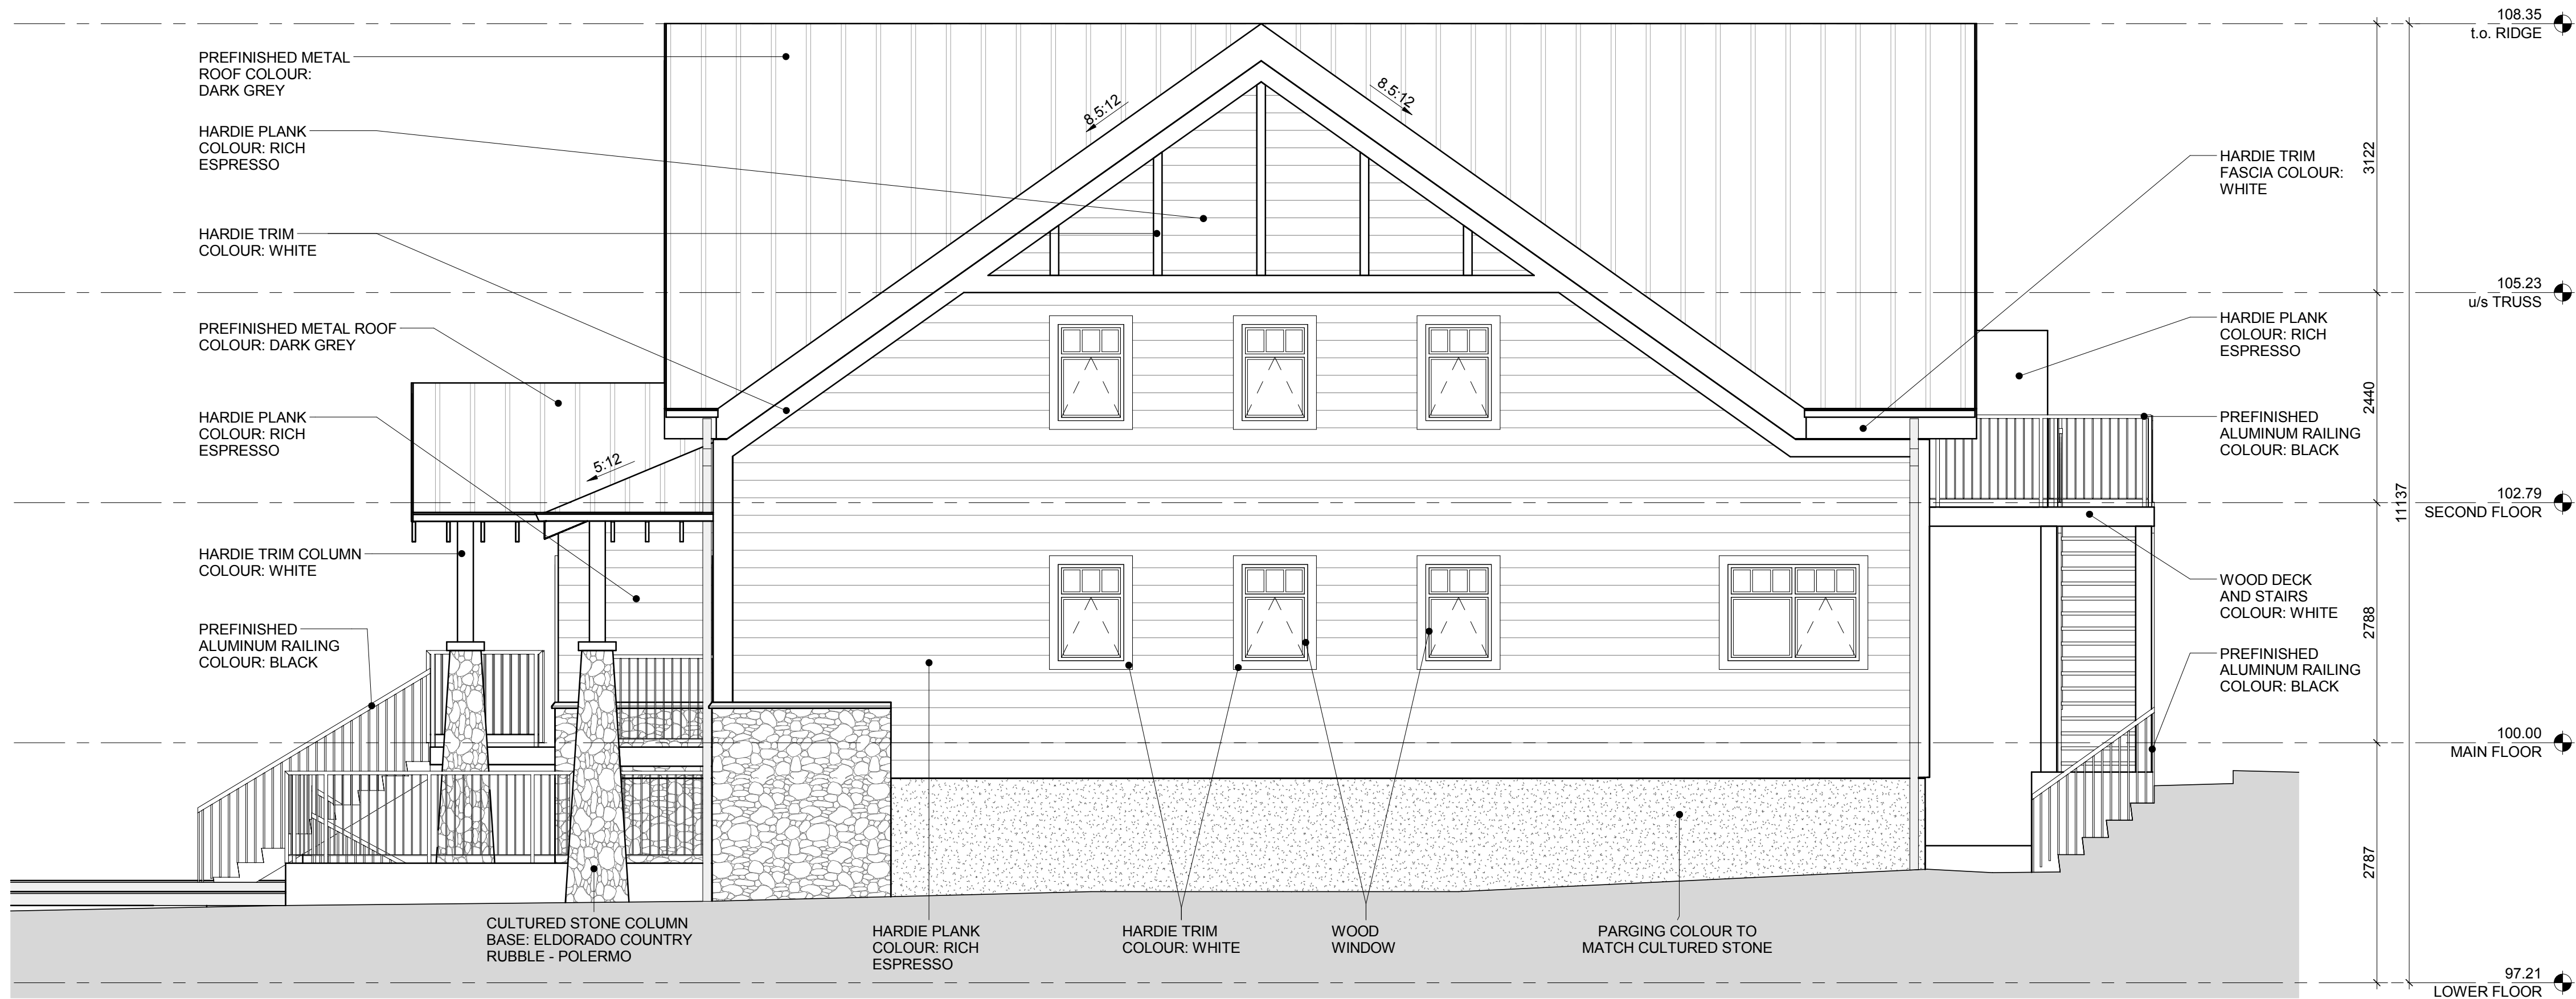 PREFINISHED METAL
ROOF COLOUR:
DARK GREY
HARDIE PLANK
COLOUR: RICH
ESPRESSO
HARDIE TRIM
COLOUR: WHITE
PREFINISHED METAL ROOF
COLOUR: DARK GREY
HARDIE PLANK
COLOUR: RICH
ESPRESSO
HARDIE TRIM COLUMN
COLOUR: WHITE
PREFINISHED
ALUMINUM RAILING
COLOUR: BLACK
8.5:12
8.5:12
5:12
CULTURED STONE COLUMN
BASE: ELDORADO COUNTRY
RUBBLE - POLERMO
HARDIE PLANK
COLOUR: RICH
ESPRESSO
HARDIE TRIM
COLOUR: WHITE
WOOD
WINDOW
PARGING COLOUR TO
MATCH CULTURED STONE
HARDIE TRIM
FASCIA COLOUR:
WHITE
HARDIE PLANK
COLOUR: RICH
ESPRESSO
PREFINISHED
ALUMINUM RAILING
COLOUR: BLACK
WOOD DECK
AND STAIRS
COLOUR: WHITE
PREFINISHED
ALUMINUM RAILING
COLOUR: BLACK
3122
2440
2788
2787
11137
108.35
t.o. RIDGE
105.23
u/s TRUSS
102.79
SECOND FLOOR
100.00
MAIN FLOOR
97.21
LOWER FLOOR